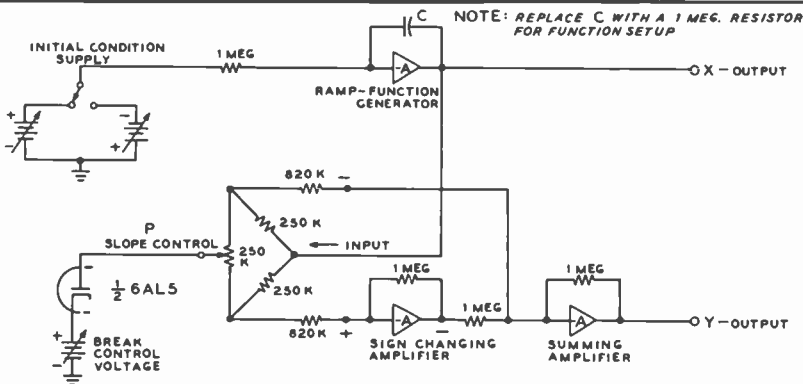 NOTE: REPLACE C WITH A 1 MEG. RESISTOR
FOR FUNCTION SETUP
C
INITIAL CONDITION
SUPPLY
1 MEG
-A
X-OUTPUT
RAMP-FUNCTION
GENERATOR
+
-
-
+
820 K
-
250
K
P
SLOPE CONTROL
250
K
INPUT
250 K
1 MEG
1 MEG
1 MEG
-
½ 6AL5
820K
+
-A
-
-A
Y-OUTPUT
SIGN CHANGING
AMPLIFIER
SUMMING
AMPLIFIER
+
-
BREAK
CONTROL
VOLTAGE